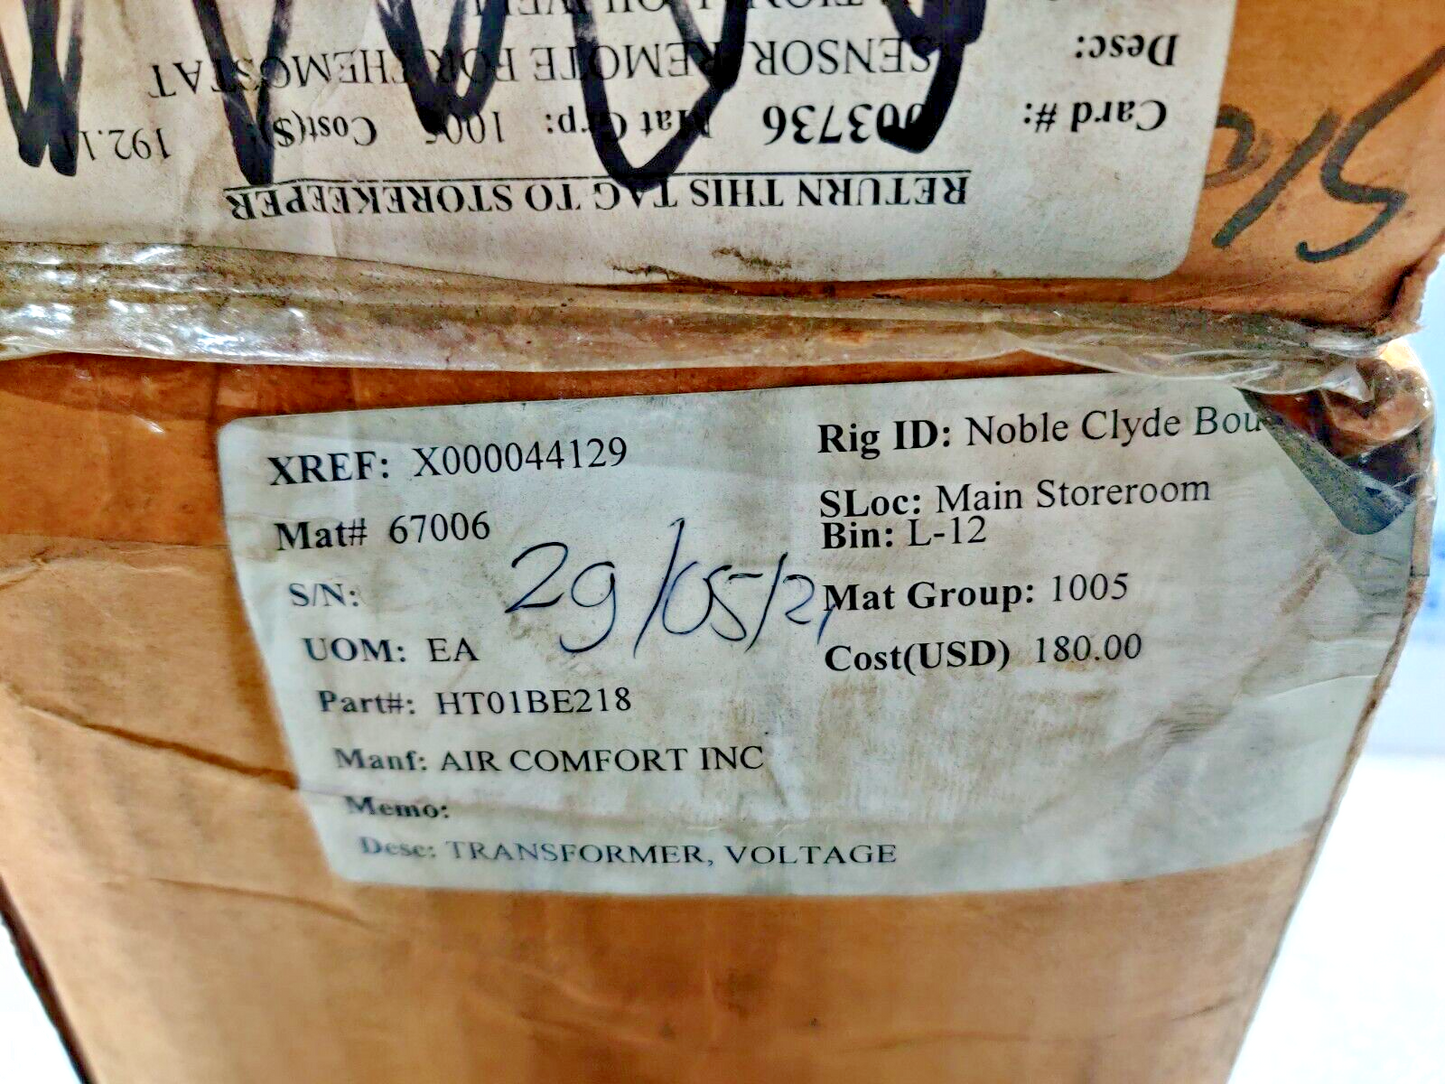 RETURN THIS TAG TO STOREKEEPER
Card #: 003736 Mat Grp: 1005 Cost($): 192.11
Desc: SENSOR REMOTE FOR THEMOSTAT
XREF: X000044129
Mat# 67006
S/N:
UOM: EA
Part#: HT01BE218
Manf: AIR COMFORT INC
Memo:
Desc: TRANSFORMER, VOLTAGE
29/05/21
Rig ID: Noble Clyde Bou
SLoc: Main Storeroom
Bin: L-12
Mat Group: 1005
Cost(USD) 180.00